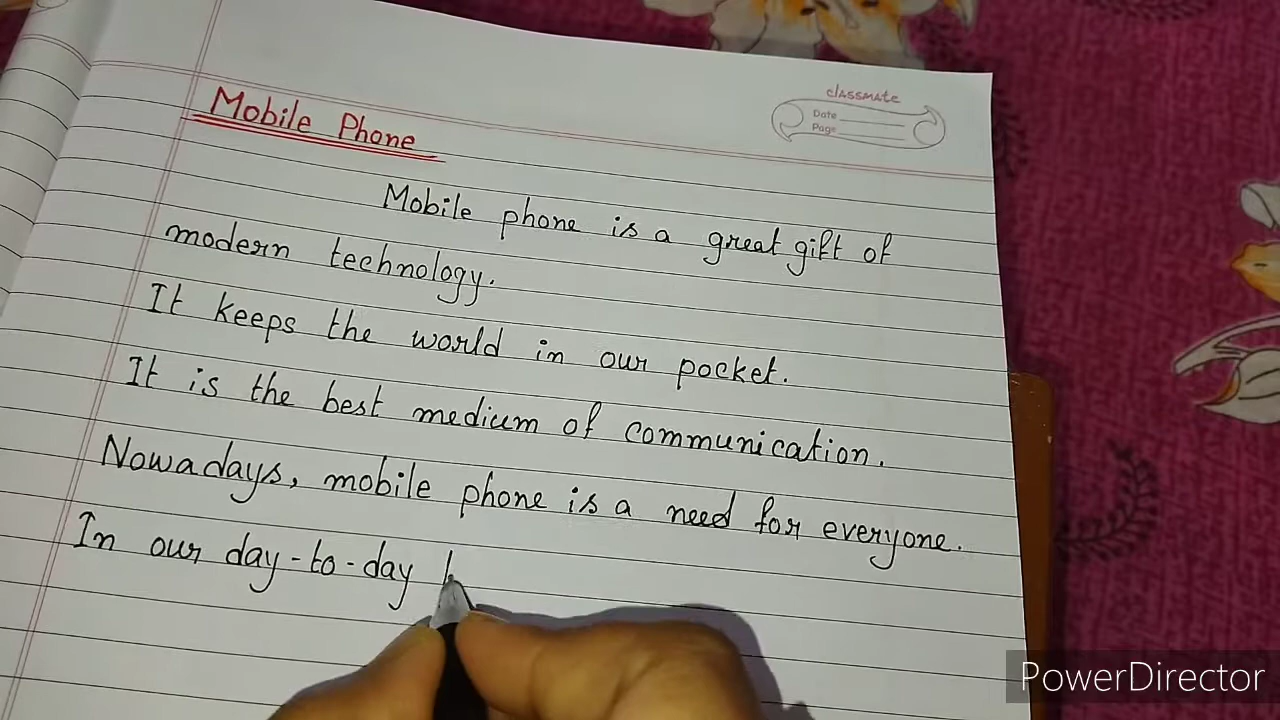 classmate
Date
Page
Mobile Phone
Mobile phone is a great gift of
modern technology.
It keeps the world in our pocket.
It is the best medium of communication.
Nowadays, mobile phone is a need for everyone.
In our day-to-day
PowerDirector